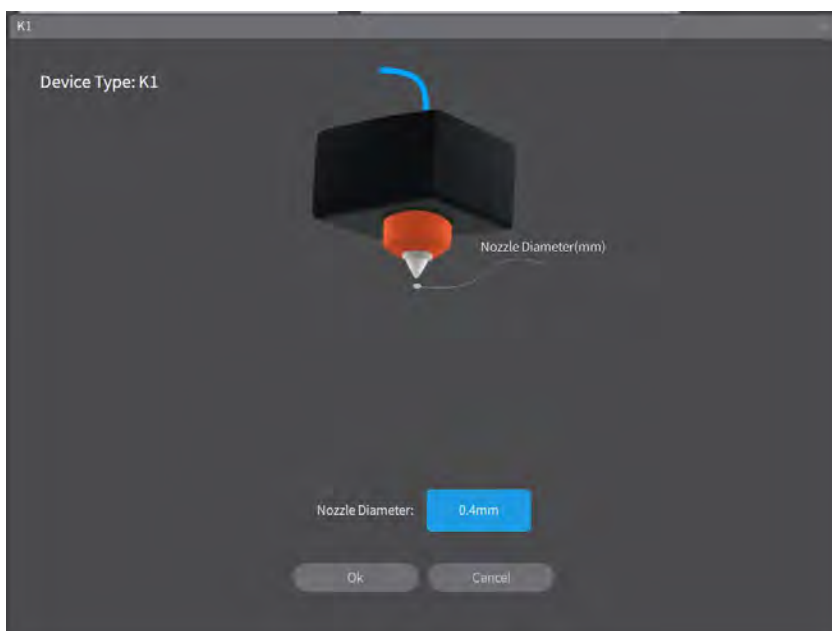 K1
Device Type: K1
Nozzle Diameter(mm)
Nozzle Diameter: 0.4mm
Ok Cancel